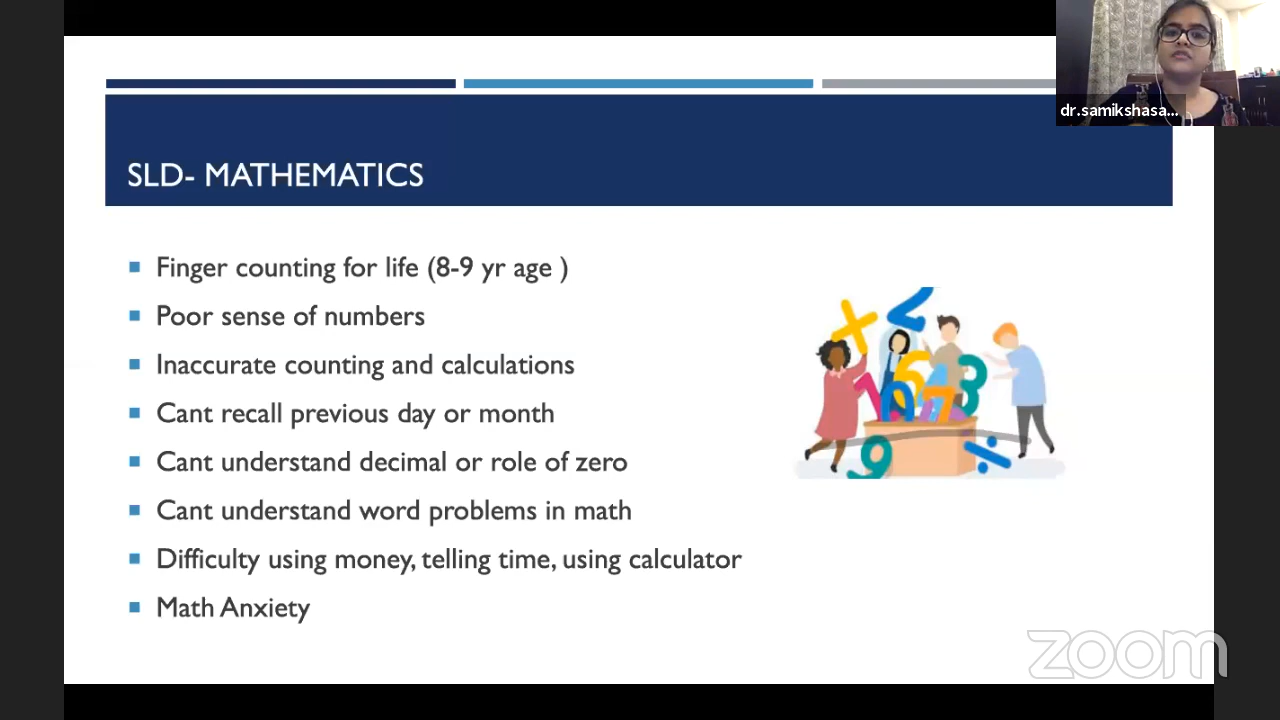 dr.samikshasa...
SLD- MATHEMATICS
Finger counting for life (8-9 yr age )
Poor sense of numbers
Inaccurate counting and calculations
Cant recall previous day or month
Cant understand decimal or role of zero
Cant understand word problems in math
Difficulty using money, telling time, using calculator
Math Anxiety
zoom